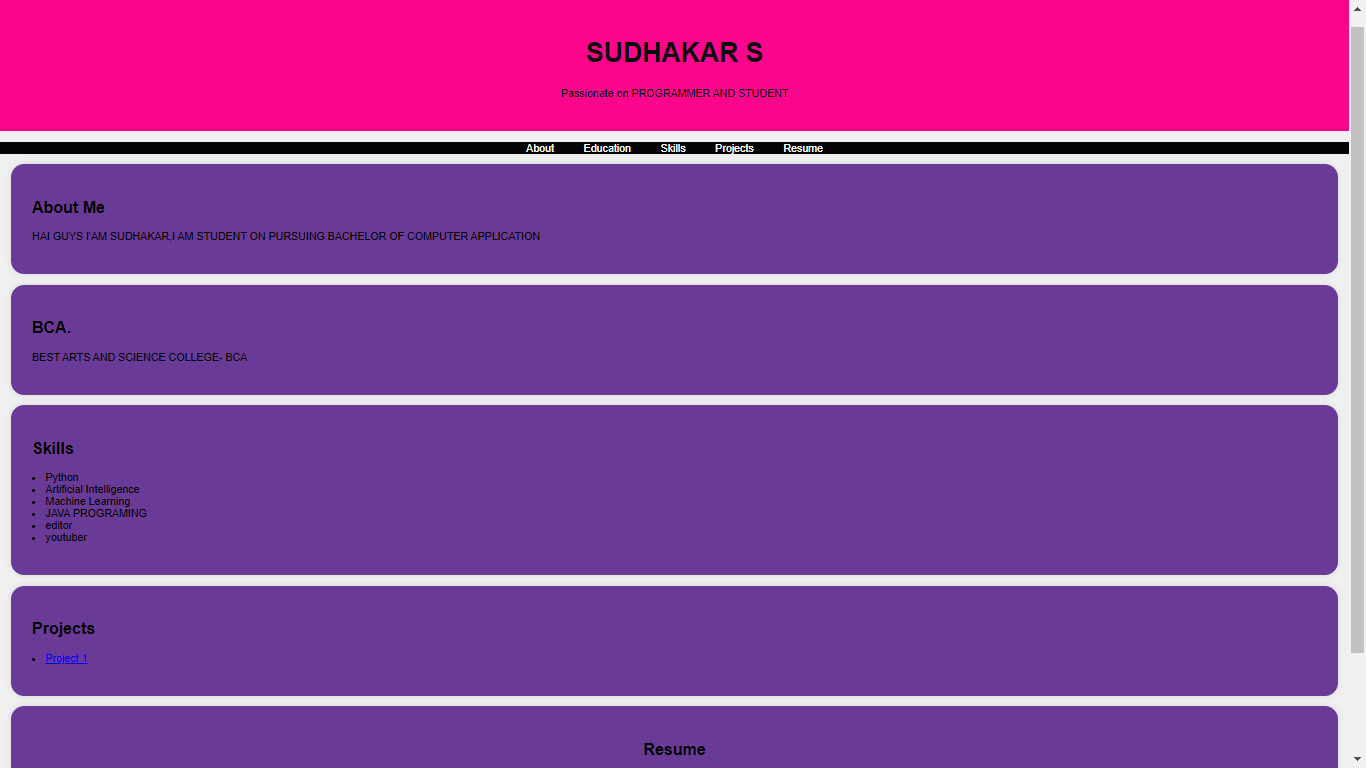 SUDHAKAR S
Passionate on PROGRAMMER AND STUDENT
About Education Skills Projects Resume
About Me
HAI GUYS I'AM SUDHAKAR,I AM STUDENT ON PURSUING BACHELOR OF COMPUTER APPLICATION
BCA.
BEST ARTS AND SCIENCE COLLEGE- BCA
Skills
• Python
• Artificial Intelligence
• Machine Learning
• JAVA PROGRAMING
• editor
• youtuber
Projects
• Project 1
Resume